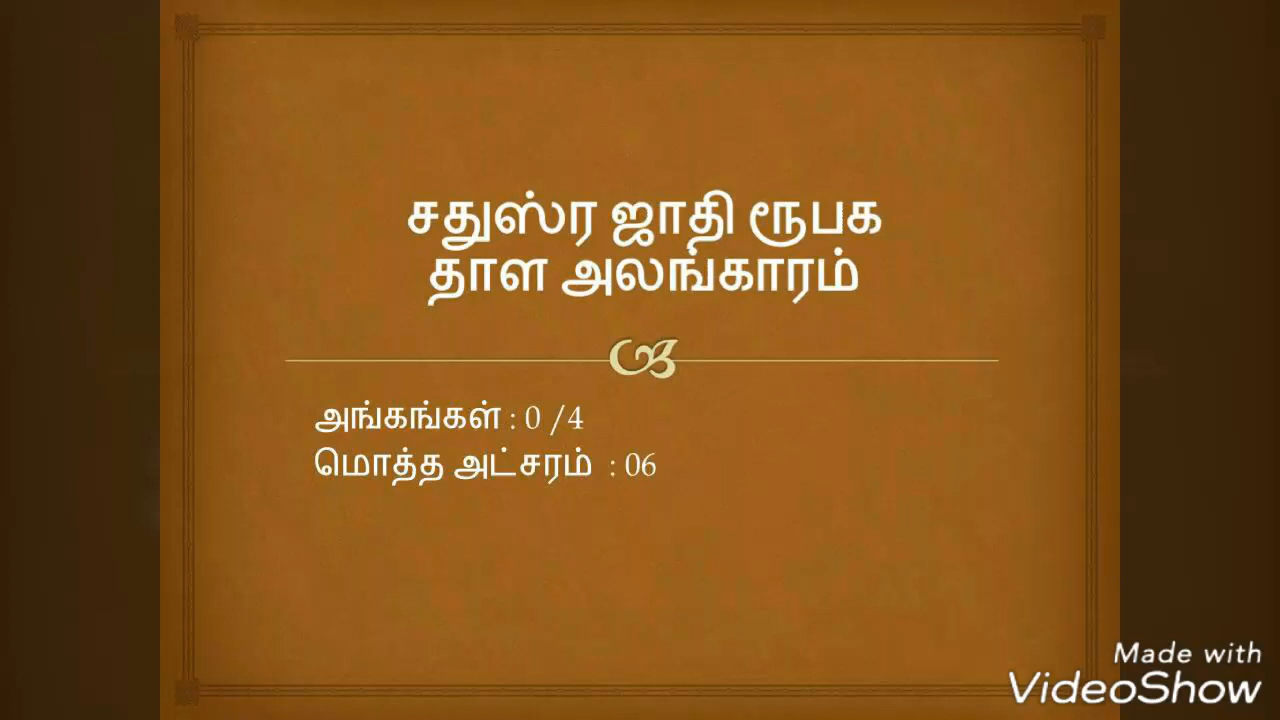 சதுஸ்ர ஜாதி ரூபக
தாள அலங்காரம்
அங்கங்கள் : 0 /4
மொத்த அட்சரம் : 06
Made with
VideoShow